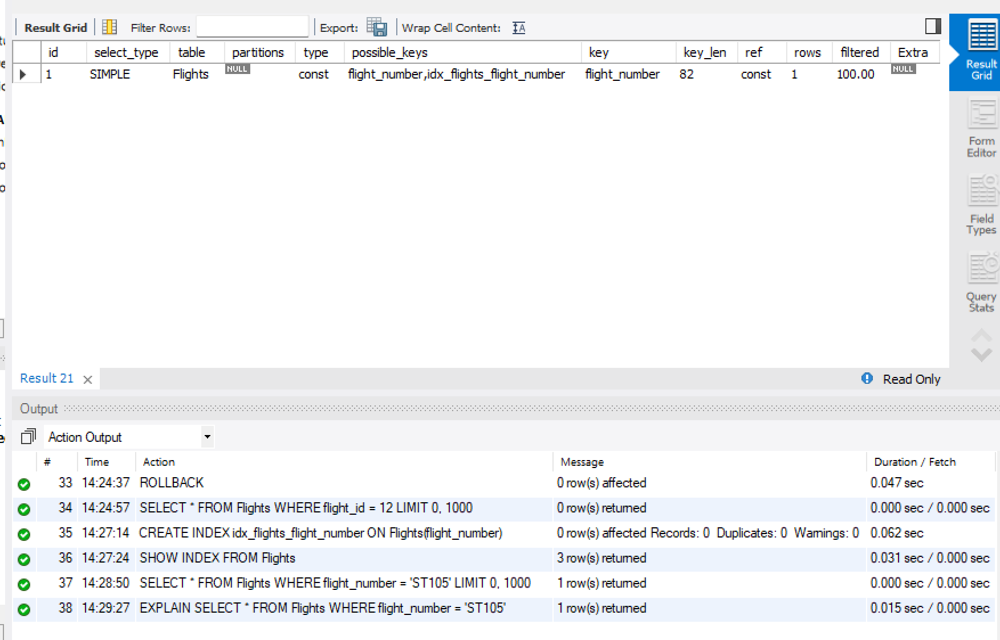 Result Grid Filter Rows: Export: Wrap Cell Content:
id select_type table partitions type possible_keys key key_len ref rows filtered Extra
1 SIMPLE Flights NULL const flight_number,idx_flights_flight_number flight_number 82 const 1 100.00 NULL
Result
Grid
Form
Editor
Field
Types
Query
Stats
Result 21 Read Only
Output
Action Output
# Time Action Message Duration / Fetch
33 14:24:37 ROLLBACK 0 row(s) affected 0.047 sec
34 14:24:57 SELECT * FROM Flights WHERE flight_id = 12 LIMIT 0, 1000 0 row(s) returned 0.000 sec / 0.000 sec
35 14:27:14 CREATE INDEX idx_flights_flight_number ON Flights(flight_number) 0 row(s) affected Records: 0 Duplicates: 0 Warnings: 0 0.062 sec
36 14:27:24 SHOW INDEX FROM Flights 3 row(s) returned 0.031 sec / 0.000 sec
37 14:28:50 SELECT * FROM Flights WHERE flight_number = 'ST105' LIMIT 0, 1000 1 row(s) returned 0.000 sec / 0.000 sec
38 14:29:27 EXPLAIN SELECT * FROM Flights WHERE flight_number = 'ST105' 1 row(s) returned 0.015 sec / 0.000 sec